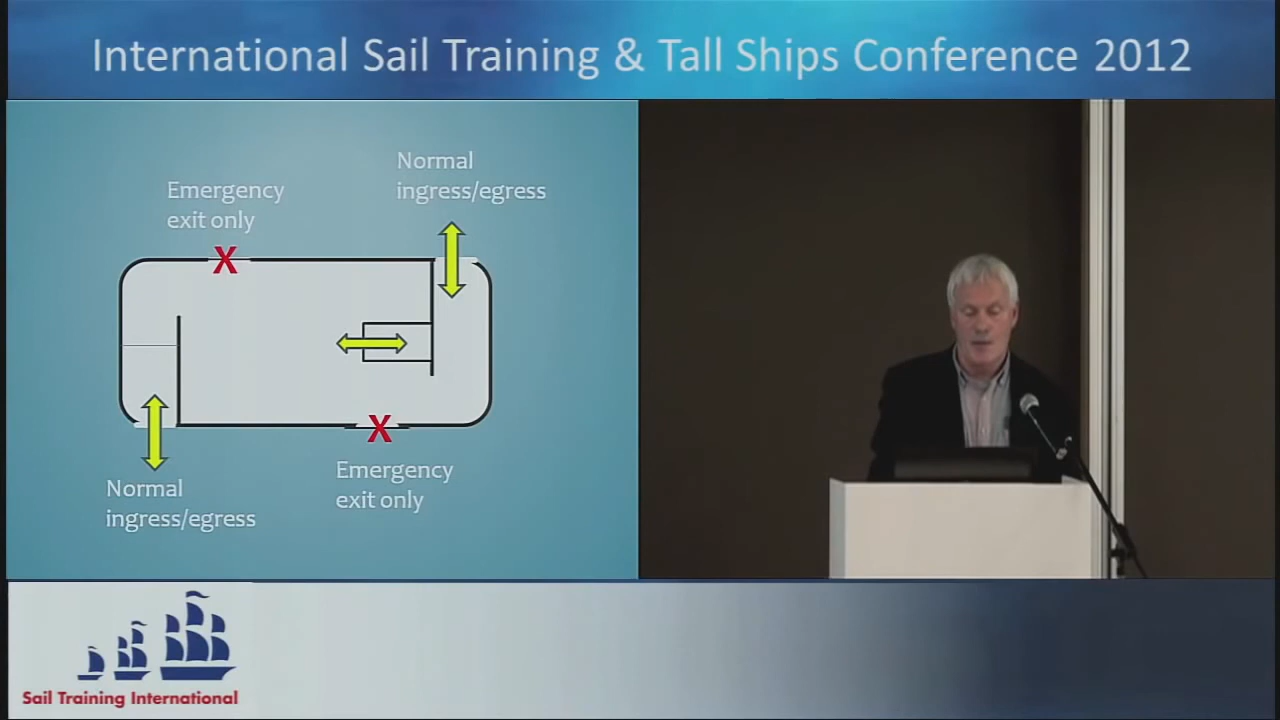 International Sail Training & Tall Ships Conference 2012
Normal
ingress/egress
Emergency
exit only
X
X
Emergency
exit only
Normal
ingress/egress
Sail Training International